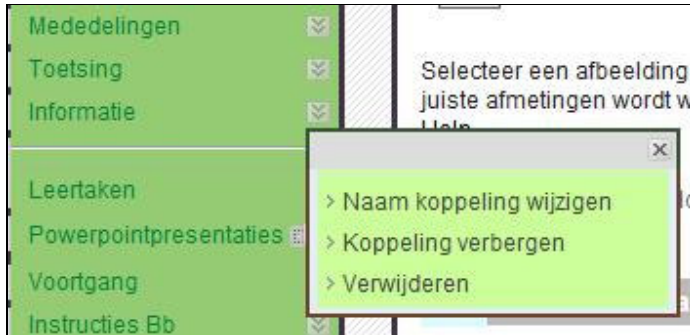 Mededelingen
Toetsing
Informatie
Leertaken
Powerpointpresentaties
Voortgang
Instructies Bb
Selecteer een afbeelding
juiste afmetingen wordt w
Help
> Naam koppeling wijzigen
> Koppeling verbergen
> Verwijderen